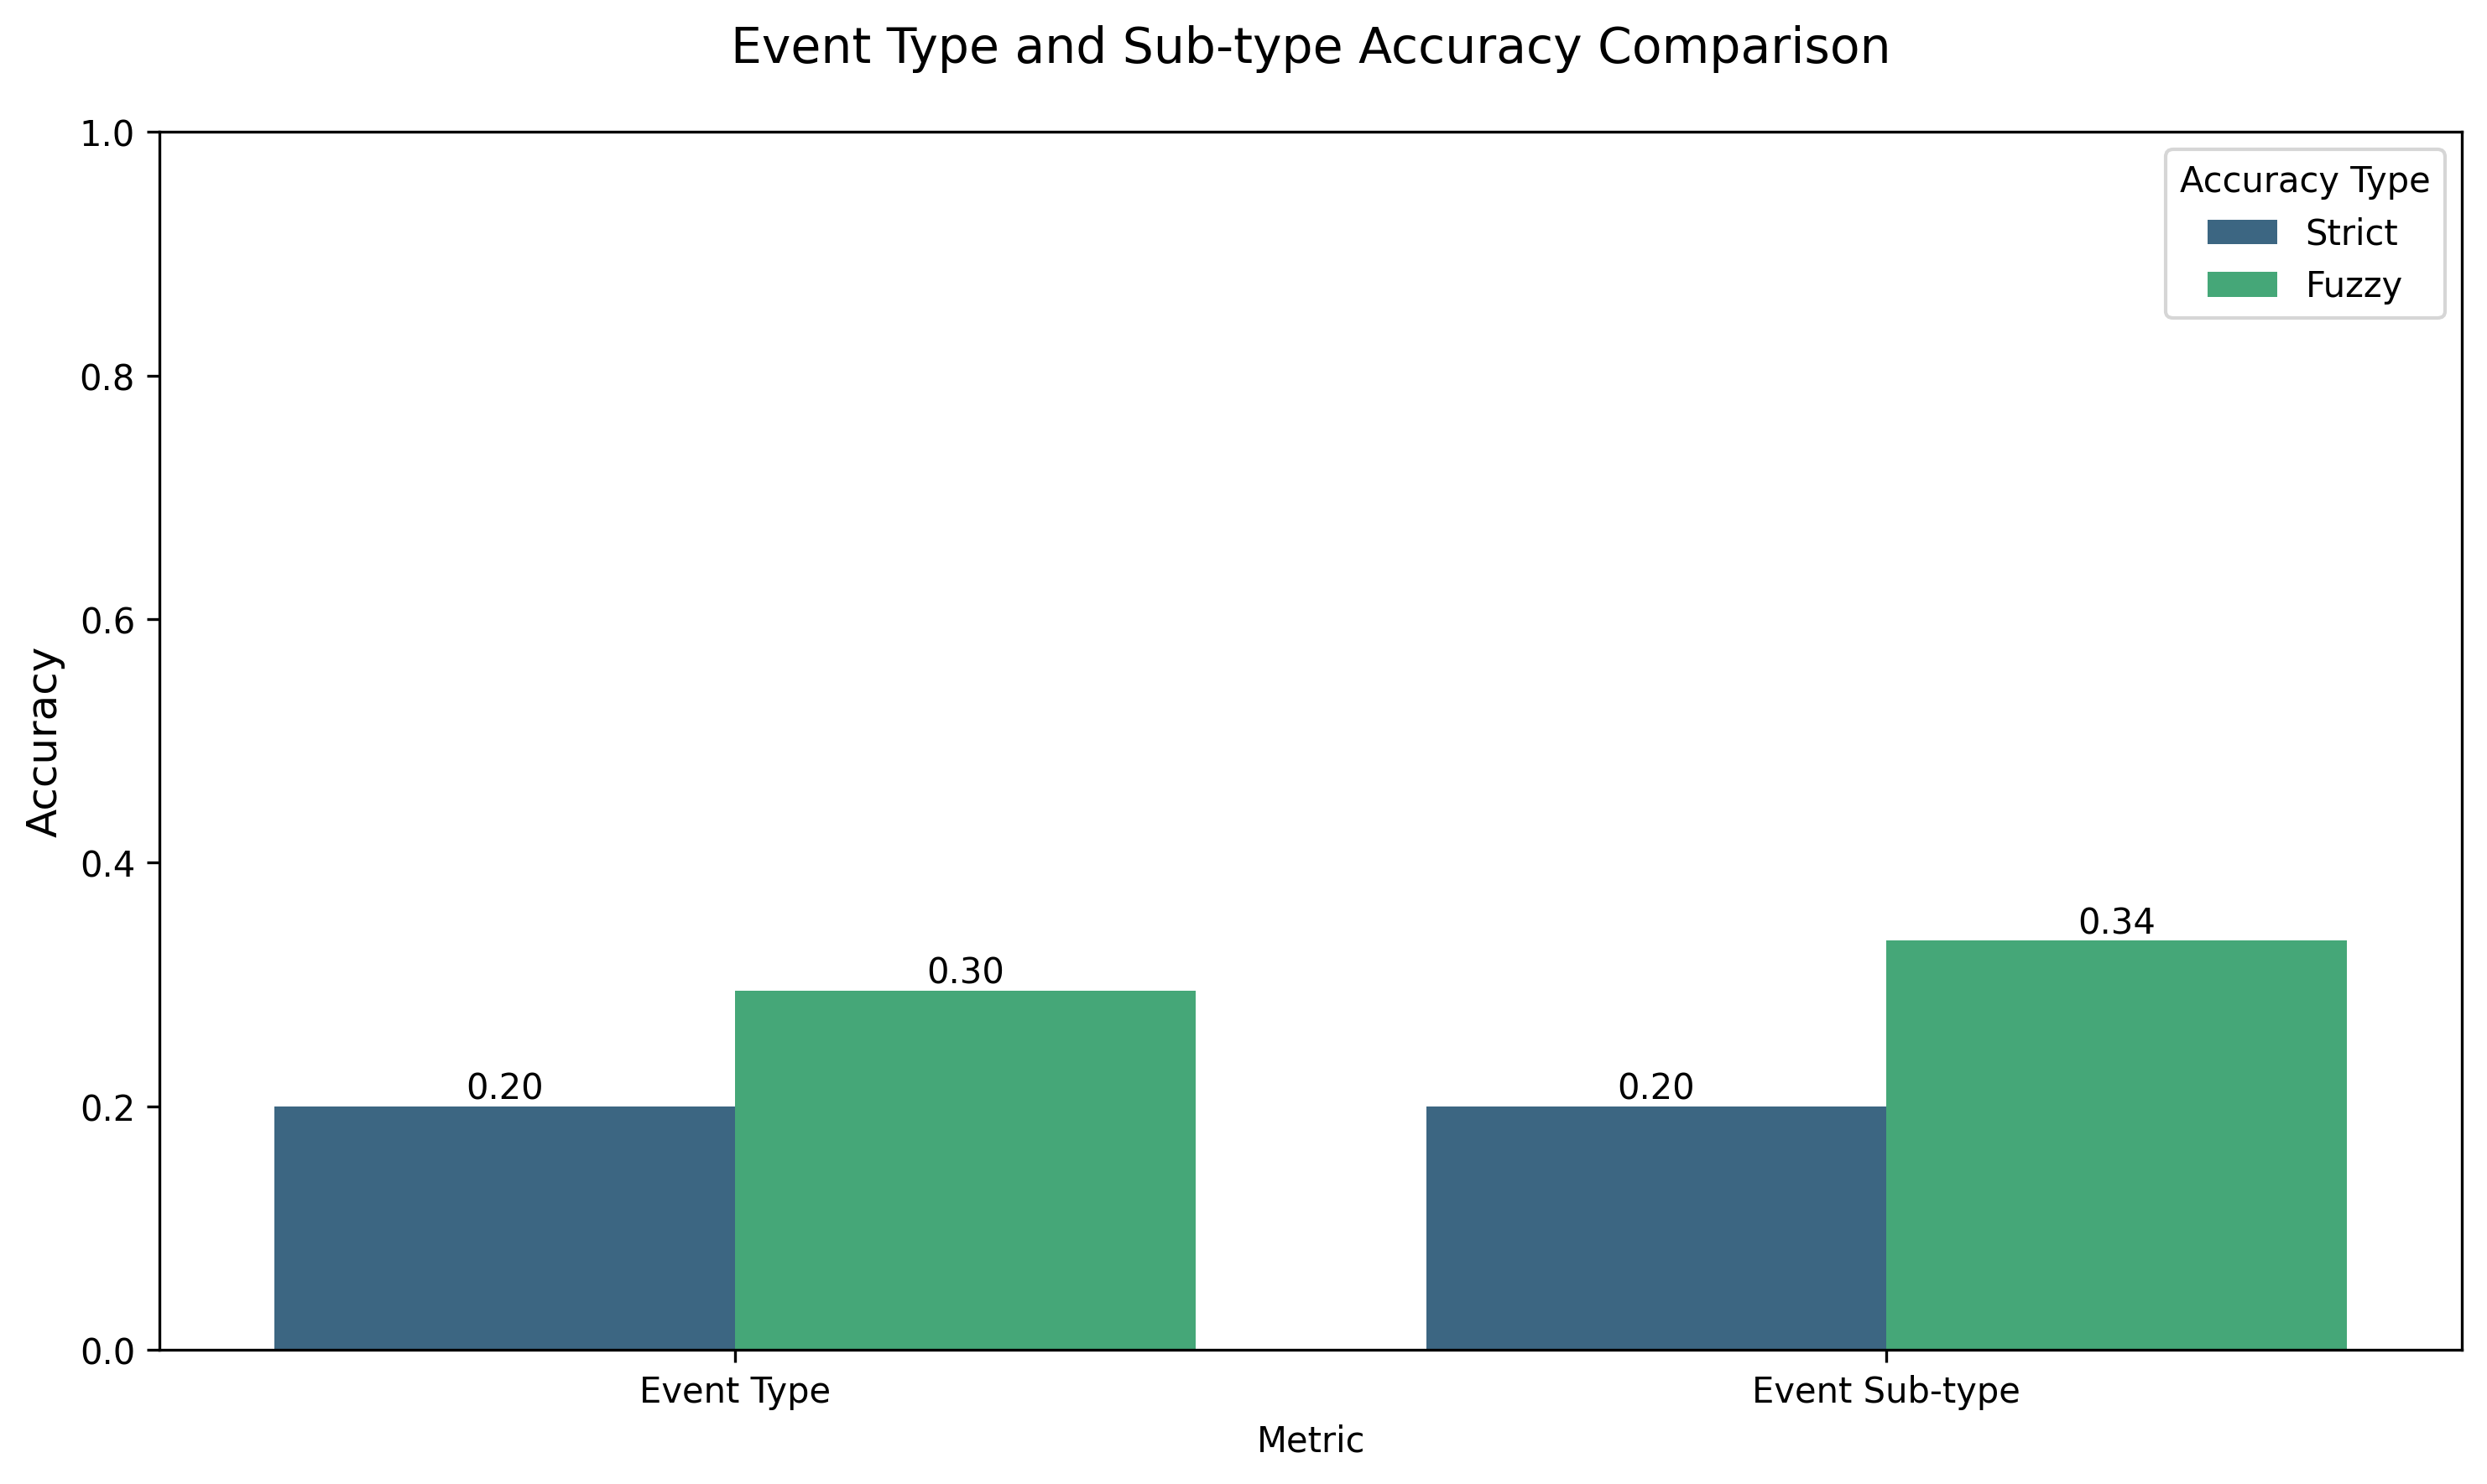 Event Type and Sub-type Accuracy Comparison
1.0
Accuracy Type
Strict
Fuzzy
0.8
0.6
Accuracy
0.4
0.34
0.30
0.20
0.20
0.2
0.0
Event Type
Event Sub-type
Metric